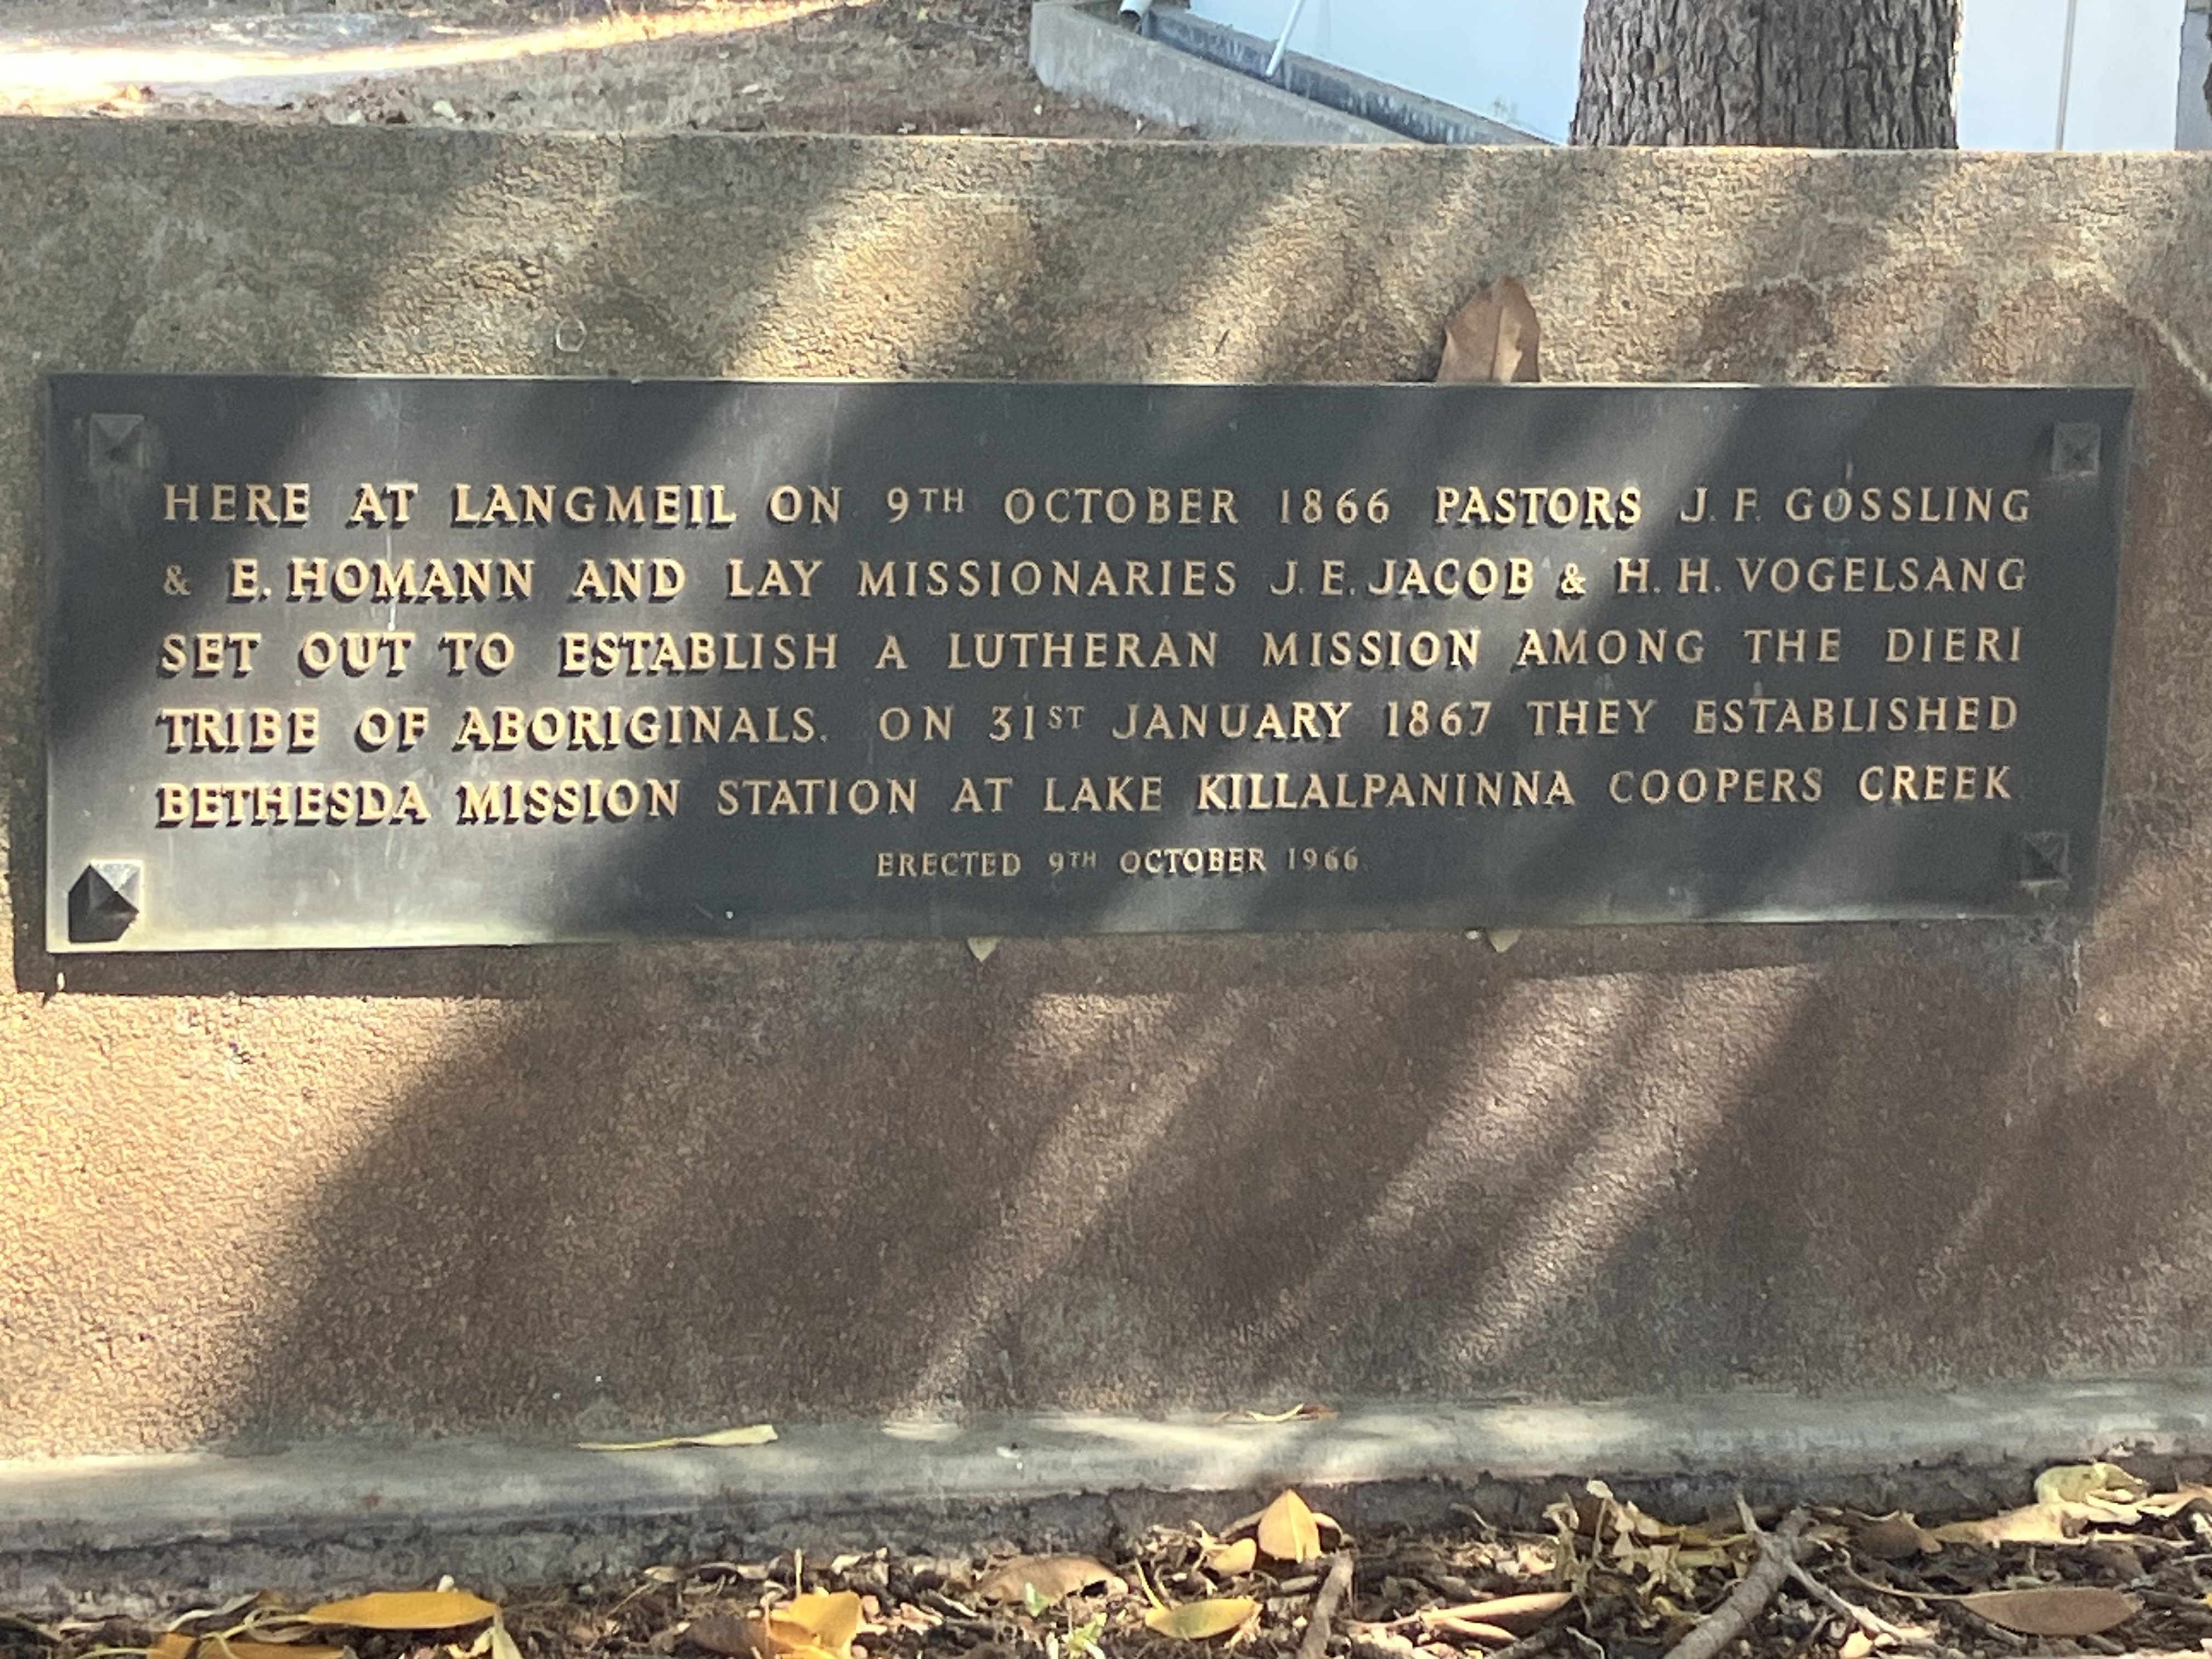 HERE AT LANGMEIL ON 9TH OCTOBER 1866 PASTORS J. F. GOSSLING
& E. HOMANN AND LAY MISSIONARIES J. E. JACOB & H. H. VOGELSANG
SET OUT TO ESTABLISH A LUTHERAN MISSION AMONG THE DIERI
TRIBE OF ABORIGINALS. ON 31ST JANUARY 1867 THEY ESTABLISHED
BETHESDA MISSION STATION AT LAKE KILLALPANINNA COOPERS CREEK
ERECTED 9TH OCTOBER 1966.